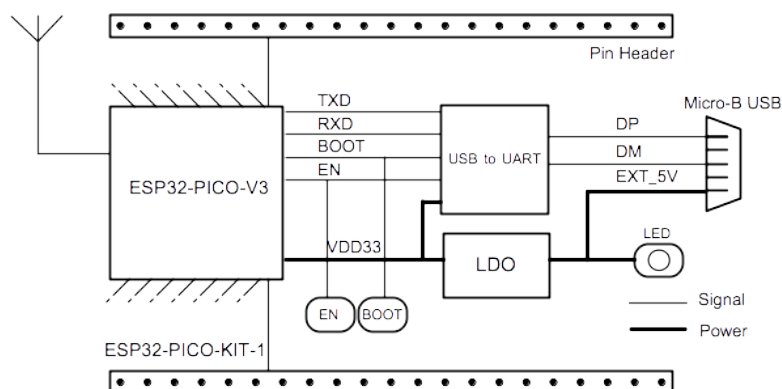 Pin Header
Micro-B USB
TXD
RXD
BOOT
EN
ESP32-PICO-V3
USB to UART
DP
DM
EXT_5V
VDD33
LDO
LED
EN
BOOT
Signal
Power
ESP32-PICO-KIT-1